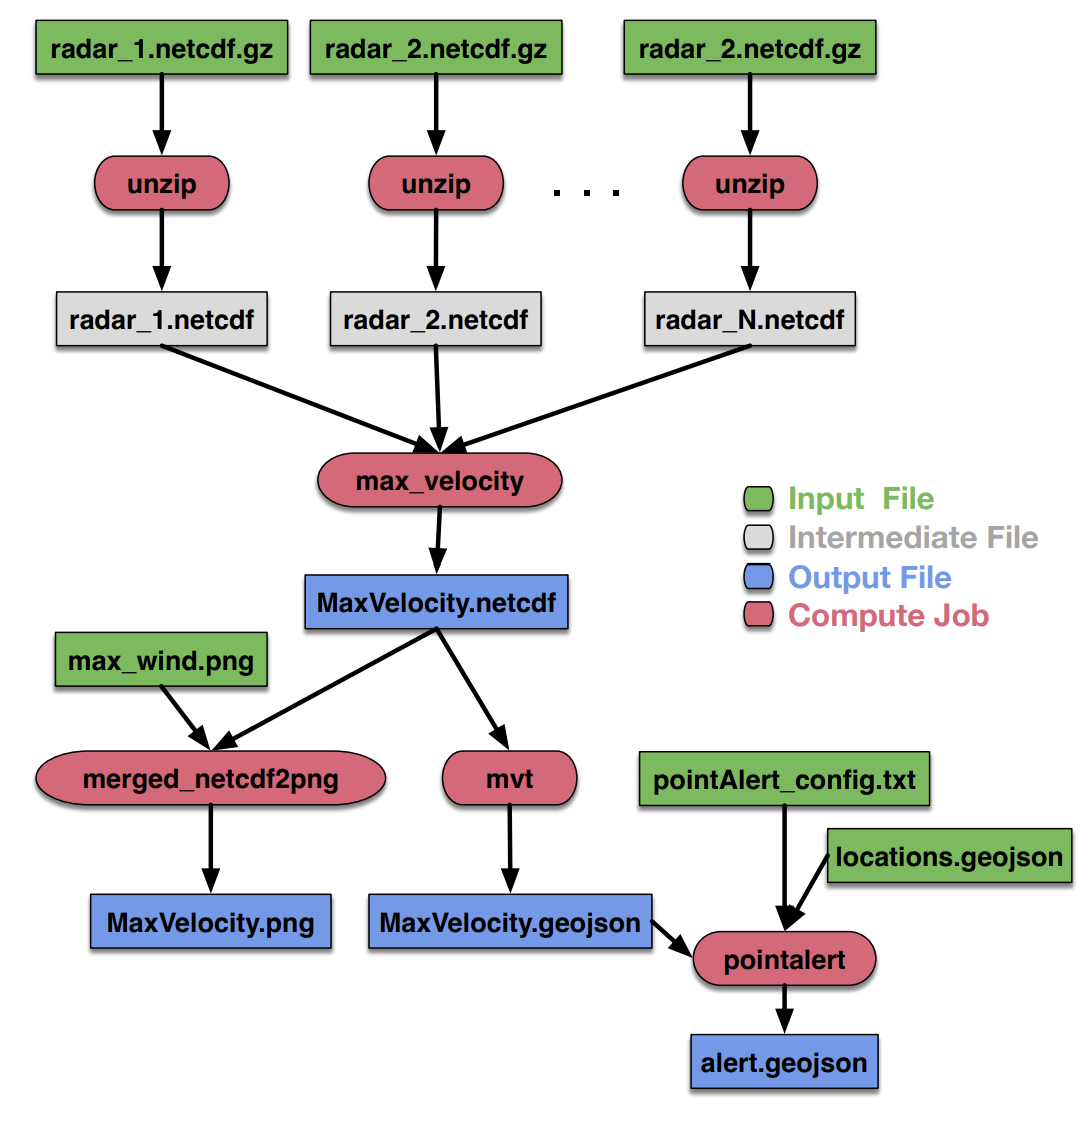 radar_1.netcdf.gz
radar_2.netcdf.gz
radar_2.netcdf.gz
unzip
unzip
. . .
unzip
radar_1.netcdf
radar_2.netcdf
radar_N.netcdf
max_velocity
Input File
Intermediate File
Output File
Compute Job
MaxVelocity.netcdf
max_wind.png
merged_netcdf2png
mvt
pointAlert_config.txt
locations.geojson
MaxVelocity.png
MaxVelocity.geojson
pointalert
alert.geojson